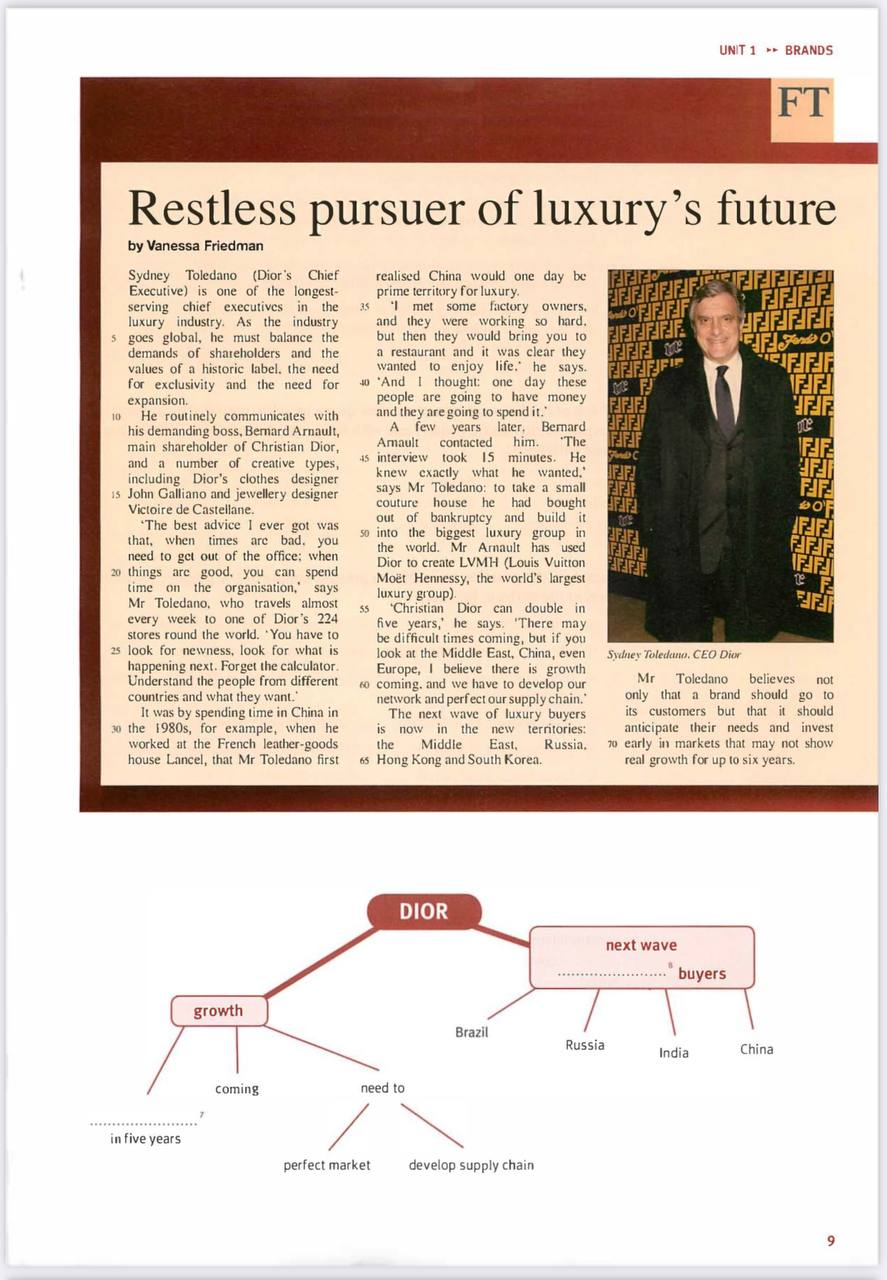 UNIT 1 ▸▸ BRANDS
FT
Restless pursuer of luxury's future
by Vanessa Friedman
Sydney Toledano (Dior's Chief
Executive) is one of the longest-
serving chief executives in the
luxury industry. As the industry
5 goes global, he must balance the
demands of shareholders and the
values of a historic label, the need
for exclusivity and the need for
expansion.
10 He routinely communicates with
his demanding boss, Bernard Arnault,
main shareholder of Christian Dior,
and a number of creative types,
including Dior's clothes designer
15 John Galliano and jewellery designer
Victoire de Castellane.
'The best advice I ever got was
that, when times are bad, you
need to get out of the office; when
20 things are good, you can spend
time on the organisation,' says
Mr Toledano, who travels almost
every week to one of Dior's 224
stores round the world. 'You have to
25 look for newness, look for what is
happening next. Forget the calculator.
Understand the people from different
countries and what they want.'
It was by spending time in China in
30 the 1980s, for example, when he
worked at the French leather-goods
house Lancel, that Mr Toledano first
realised China would one day be
prime territory for luxury.
35 'I met some factory owners,
and they were working so hard,
but then they would bring you to
a restaurant and it was clear they
wanted to enjoy life,' he says.
40 'And I thought: one day these
people are going to have money
and they are going to spend it.'
A few years later, Bernard
Arnault contacted him. 'The
45 interview took 15 minutes. He
knew exactly what he wanted,'
says Mr Toledano: to take a small
couture house he had bought
out of bankruptcy and build it
50 into the biggest luxury group in
the world. Mr Arnault has used
Dior to create LVMH (Louis Vuitton
Moët Hennessy, the world's largest
luxury group).
55 'Christian Dior can double in
five years,' he says. 'There may
be difficult times coming, but if you
look at the Middle East, China, even
Europe, I believe there is growth
60 coming, and we have to develop our
network and perfect our supply chain.'
The next wave of luxury buyers
is now in the new territories:
the Middle East, Russia,
65 Hong Kong and South Korea.
Sydney Toledano, CEO Dior
Mr Toledano believes not
only that a brand should go to
its customers but that it should
anticipate their needs and invest
70 early in markets that may not show
real growth for up to six years.
DIOR
next wave
........................ 8 buyers
growth
Brazil
Russia
India
China
coming
need to
........................ 7
in five years
perfect market
develop supply chain
9